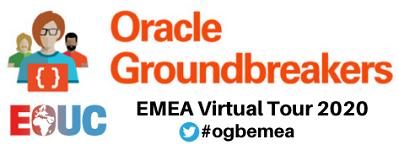 Oracle
Groundbreakers
{ }
EOUC
EMEA Virtual Tour 2020
#ogbemea